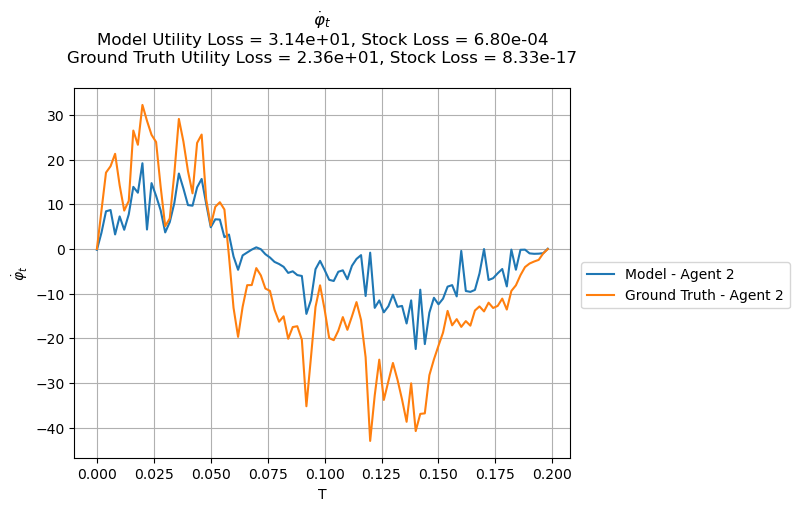 φ̇ₜ
Model Utility Loss = 3.14e+01, Stock Loss = 6.80e-04
Ground Truth Utility Loss = 2.36e+01, Stock Loss = 8.33e-17
30
20
10
0
−10
−20
−30
−40
φ̇ₜ
0.000 0.025 0.050 0.075 0.100 0.125 0.150 0.175 0.200
T
Model - Agent 2
Ground Truth - Agent 2